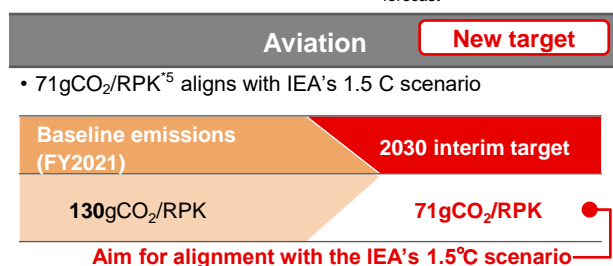 Aviation New target
• 71gCO₂/RPK*5 aligns with IEA's 1.5 C scenario
Baseline emissions
(FY2021)
2030 interim target
130gCO₂/RPK 71gCO₂/RPK
Aim for alignment with the IEA's 1.5℃ scenario